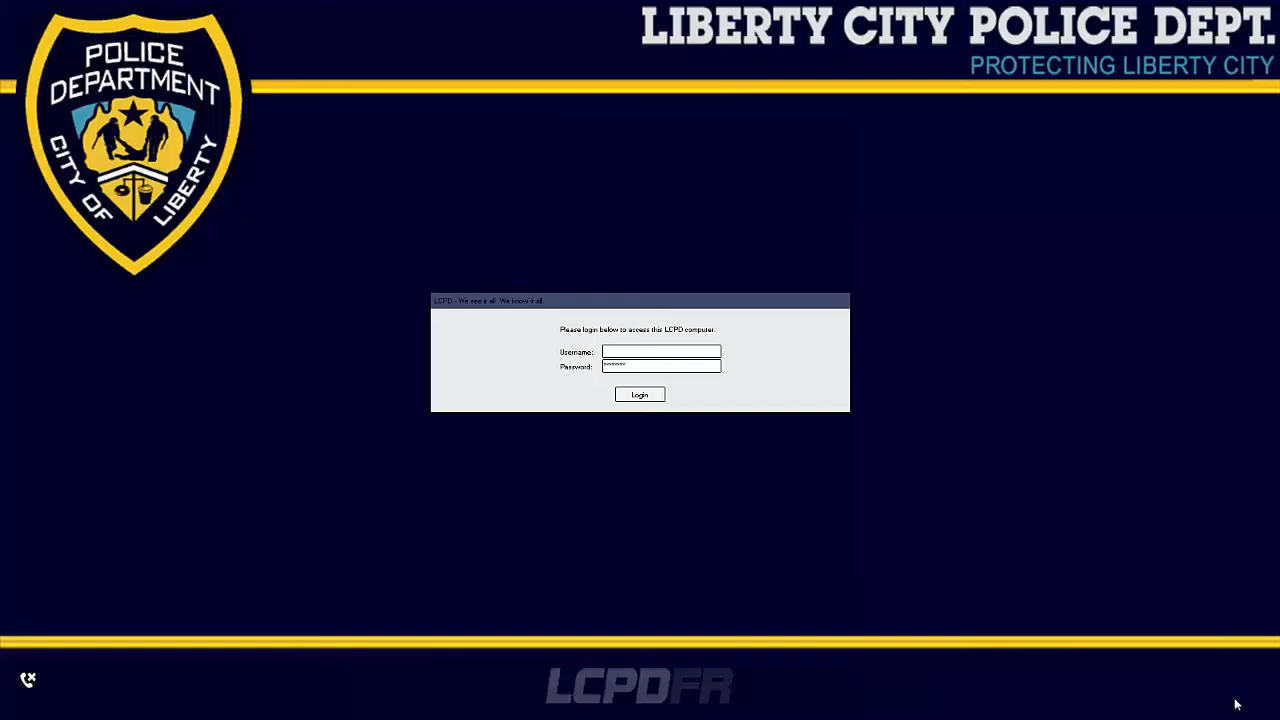 LIBERTY CITY POLICE DEPT.
PROTECTING LIBERTY CITY
POLICE
DEPARTMENT
CITY OF LIBERTY
LCPD - We see it all. We know it all.
Please login below to access this LCPD computer.
Username:
Password: *******
Login
LCPDFR